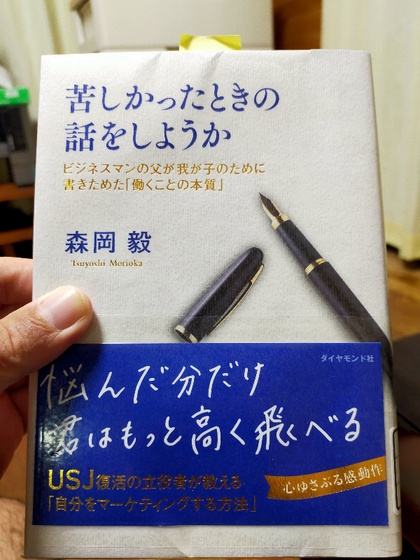 苦しかったときの
話をしようか
ビジネスマンの父が我が子のために
書きためた「働くことの本質」
森岡 毅
Tsuyoshi Morioka
ダイヤモンド社
悩んだ分だけ
君はもっと高く飛べる
USJ復活の立役者が教える
「自分をマーケティングする方法」
心ゆさぶる感動作